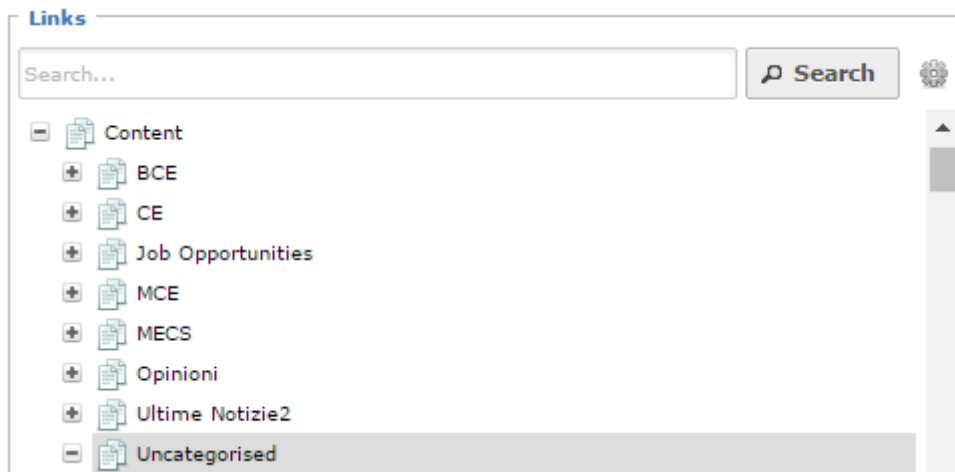 Links
Search...
Search
Content
BCE
CE
Job Opportunities
MCE
MECS
Opinioni
Ultime Notizie2
Uncategorised